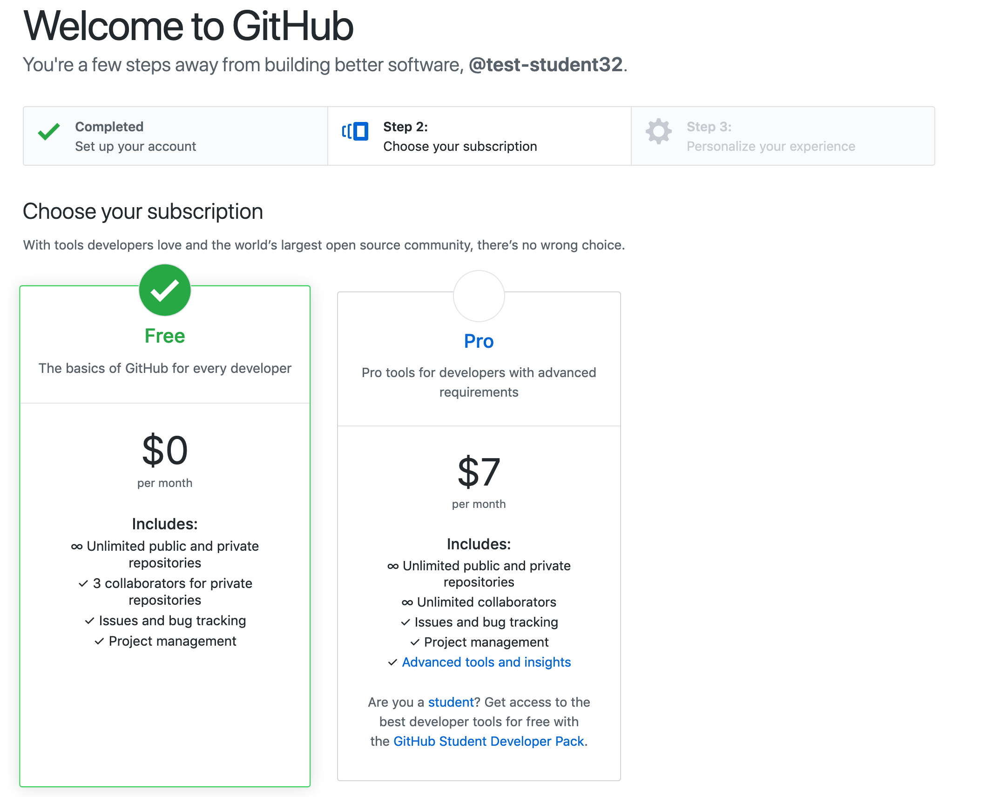 Welcome to GitHub
You're a few steps away from building better software, @test-student32.
Completed
Set up your account
Step 2:
Choose your subscription
Step 3:
Personalize your experience
Choose your subscription
With tools developers love and the world’s largest open source community, there’s no wrong choice.
Free
The basics of GitHub for every developer
$0
per month
Includes:
∞ Unlimited public and private
repositories
✓ 3 collaborators for private
repositories
✓ Issues and bug tracking
✓ Project management
Pro
Pro tools for developers with advanced
requirements
$7
per month
Includes:
∞ Unlimited public and private
repositories
∞ Unlimited collaborators
✓ Issues and bug tracking
✓ Project management
✓ Advanced tools and insights
Are you a student? Get access to the
best developer tools for free with
the GitHub Student Developer Pack.